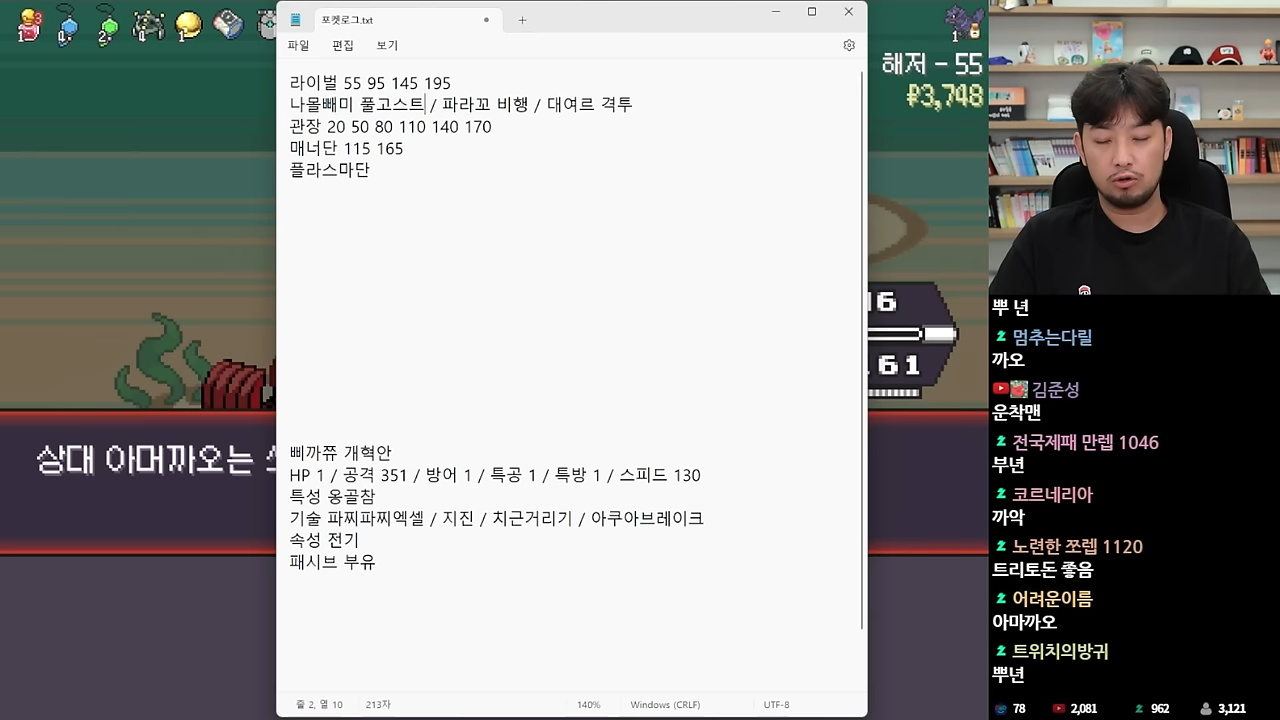 포켓로그.txt
파일 편집 보기
라이벌 55 95 145 195
나몰빼미 풀고스트 / 파라꼬 비행 / 대여르 격투
관장 20 50 80 110 140 170
매너단 115 165
플라스마단
삐까쮸 개혁안
HP 1 / 공격 351 / 방어 1 / 특공 1 / 특방 1 / 스피드 130
특성 옹골참
기술 파찌파찌엑셀 / 지진 / 치근거리기 / 아쿠아브레이크
속성 전기
패시브 부유
줄 2, 열 10 213자 140% Windows (CRLF) UTF-8
해저 - 55
₽3,748
161
상대 아머까오는
뿌 년
멈추는다릴
까오
김준성
운착맨
전국제패 만렙 1046
부년
코르네리아
까악
노련한 쪼렙 1120
트리토돈 좋음
어려운이름
아마까오
트위치의방귀
뿌년
78 2,081 962 3,121